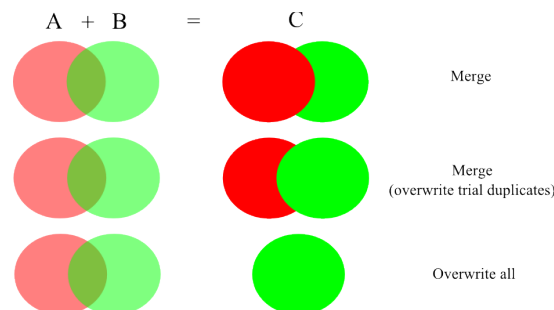 A + B = C
Merge
Merge
(overwrite trial duplicates)
Overwrite all